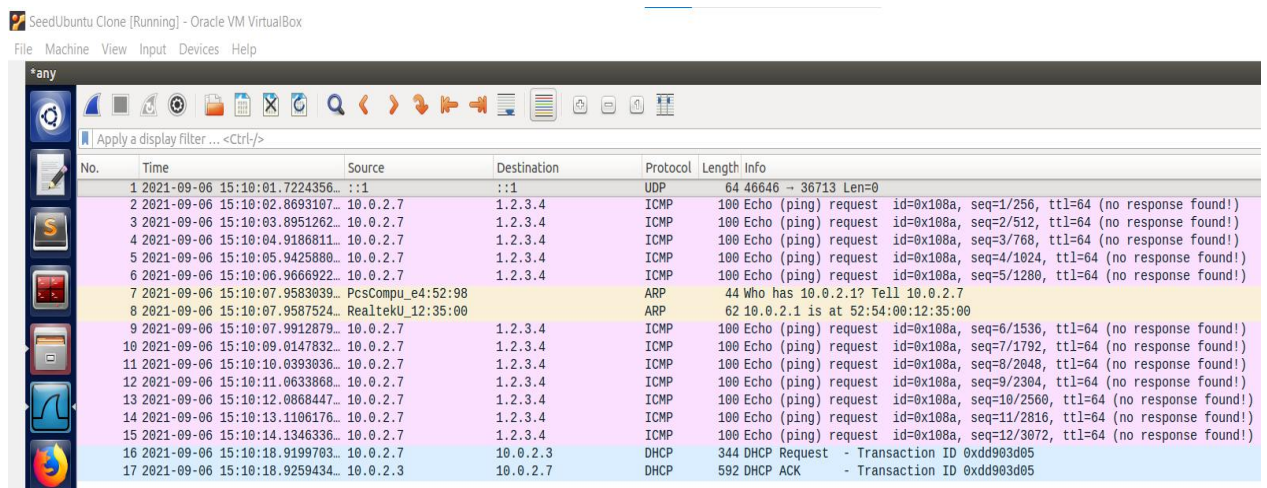 SeedUbuntu Clone [Running] - Oracle VM VirtualBox
File Machine View Input Devices Help
*any
Apply a display filter ... <Ctrl-/>
No. Time Source Destination Protocol Length Info
1 2021-09-06 15:10:01.7224356… ::1 ::1 UDP 64 46646 → 36713 Len=0
2 2021-09-06 15:10:02.8693107… 10.0.2.7 1.2.3.4 ICMP 100 Echo (ping) request id=0x108a, seq=1/256, ttl=64 (no response found!)
3 2021-09-06 15:10:03.8951262… 10.0.2.7 1.2.3.4 ICMP 100 Echo (ping) request id=0x108a, seq=2/512, ttl=64 (no response found!)
4 2021-09-06 15:10:04.9186811… 10.0.2.7 1.2.3.4 ICMP 100 Echo (ping) request id=0x108a, seq=3/768, ttl=64 (no response found!)
5 2021-09-06 15:10:05.9425880… 10.0.2.7 1.2.3.4 ICMP 100 Echo (ping) request id=0x108a, seq=4/1024, ttl=64 (no response found!)
6 2021-09-06 15:10:06.9666922… 10.0.2.7 1.2.3.4 ICMP 100 Echo (ping) request id=0x108a, seq=5/1280, ttl=64 (no response found!)
7 2021-09-06 15:10:07.9583039… PcsCompu_e4:52:98 ARP 44 Who has 10.0.2.1? Tell 10.0.2.7
8 2021-09-06 15:10:07.9587524… RealtekU_12:35:00 ARP 62 10.0.2.1 is at 52:54:00:12:35:00
9 2021-09-06 15:10:07.9912879… 10.0.2.7 1.2.3.4 ICMP 100 Echo (ping) request id=0x108a, seq=6/1536, ttl=64 (no response found!)
10 2021-09-06 15:10:09.0147832… 10.0.2.7 1.2.3.4 ICMP 100 Echo (ping) request id=0x108a, seq=7/1792, ttl=64 (no response found!)
11 2021-09-06 15:10:10.0393036… 10.0.2.7 1.2.3.4 ICMP 100 Echo (ping) request id=0x108a, seq=8/2048, ttl=64 (no response found!)
12 2021-09-06 15:10:11.0633868… 10.0.2.7 1.2.3.4 ICMP 100 Echo (ping) request id=0x108a, seq=9/2304, ttl=64 (no response found!)
13 2021-09-06 15:10:12.0868447… 10.0.2.7 1.2.3.4 ICMP 100 Echo (ping) request id=0x108a, seq=10/2560, ttl=64 (no response found!)
14 2021-09-06 15:10:13.1106176… 10.0.2.7 1.2.3.4 ICMP 100 Echo (ping) request id=0x108a, seq=11/2816, ttl=64 (no response found!)
15 2021-09-06 15:10:14.1346336… 10.0.2.7 1.2.3.4 ICMP 100 Echo (ping) request id=0x108a, seq=12/3072, ttl=64 (no response found!)
16 2021-09-06 15:10:18.9199703… 10.0.2.7 10.0.2.3 DHCP 344 DHCP Request - Transaction ID 0xdd903d05
17 2021-09-06 15:10:18.9259434… 10.0.2.3 10.0.2.7 DHCP 592 DHCP ACK - Transaction ID 0xdd903d05